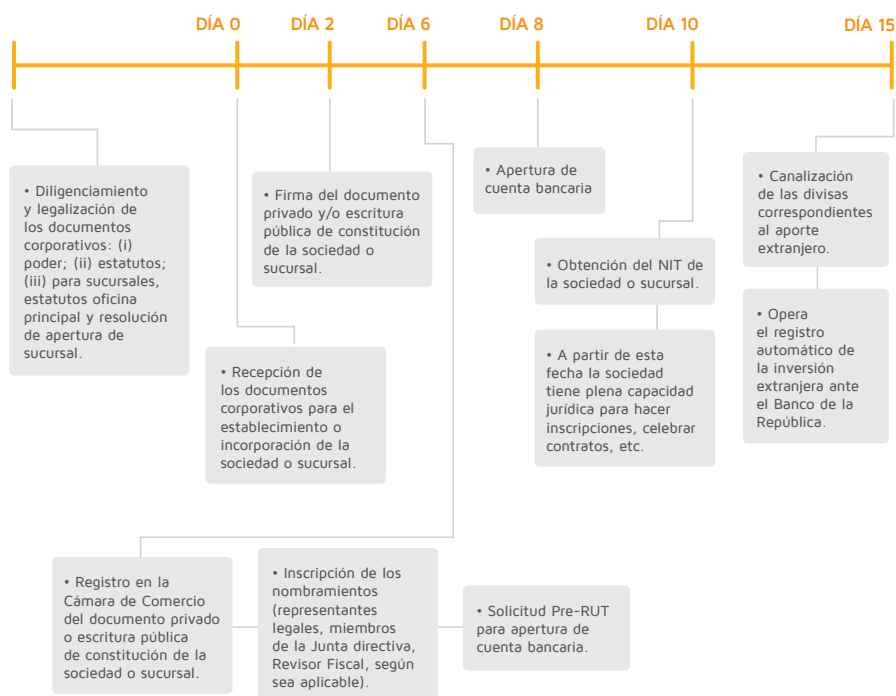 DÍA 0
DÍA 2
DÍA 6
DÍA 8
DÍA 10
DÍA 15
• Diligenciamiento
y legalización de
los documentos
corporativos: (i)
poder; (ii) estatutos;
(iii) para sucursales,
estatutos oficina
principal y resolución
de apertura de
sucursal.
• Recepción de
los documentos
corporativos para el
establecimiento o
incorporación de la
sociedad o sucursal.
• Firma del documento
privado y/o escritura
pública de constitución
de la sociedad o
sucursal.
• Registro en la
Cámara de Comercio
del documento privado
o escritura pública
de constitución de la
sociedad o sucursal.
• Inscripción de los
nombramientos
(representantes
legales, miembros
de la Junta directiva,
Revisor Fiscal, según
sea aplicable).
• Solicitud Pre-RUT
para apertura de
cuenta bancaria.
• Apertura de
cuenta bancaria
• Obtención del NIT de
la sociedad o sucursal.
• A partir de esta
fecha la sociedad
tiene plena capacidad
jurídica para hacer
inscripciones, celebrar
contratos, etc.
• Canalización
de las divisas
correspondientes
al aporte
extranjero.
• Opera
el registro
automático de
la inversión
extranjera ante
el Banco de la
República.